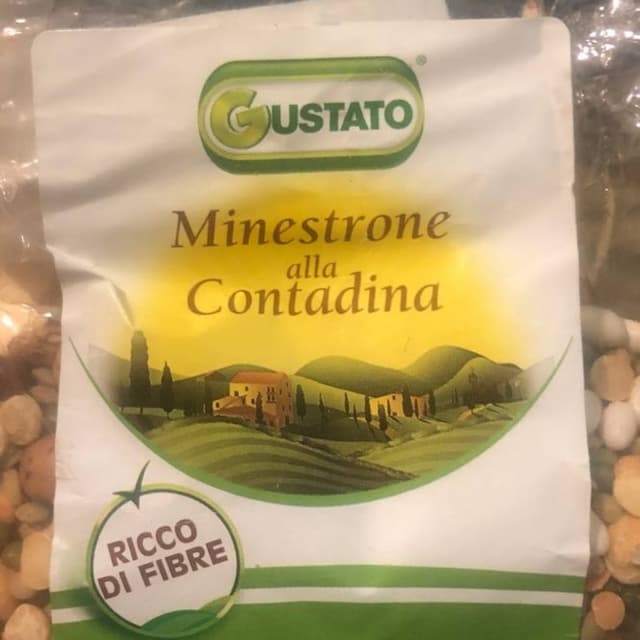 GUSTATO®
Minestrone
alla
Contadina
RICCO
DI FIBRE